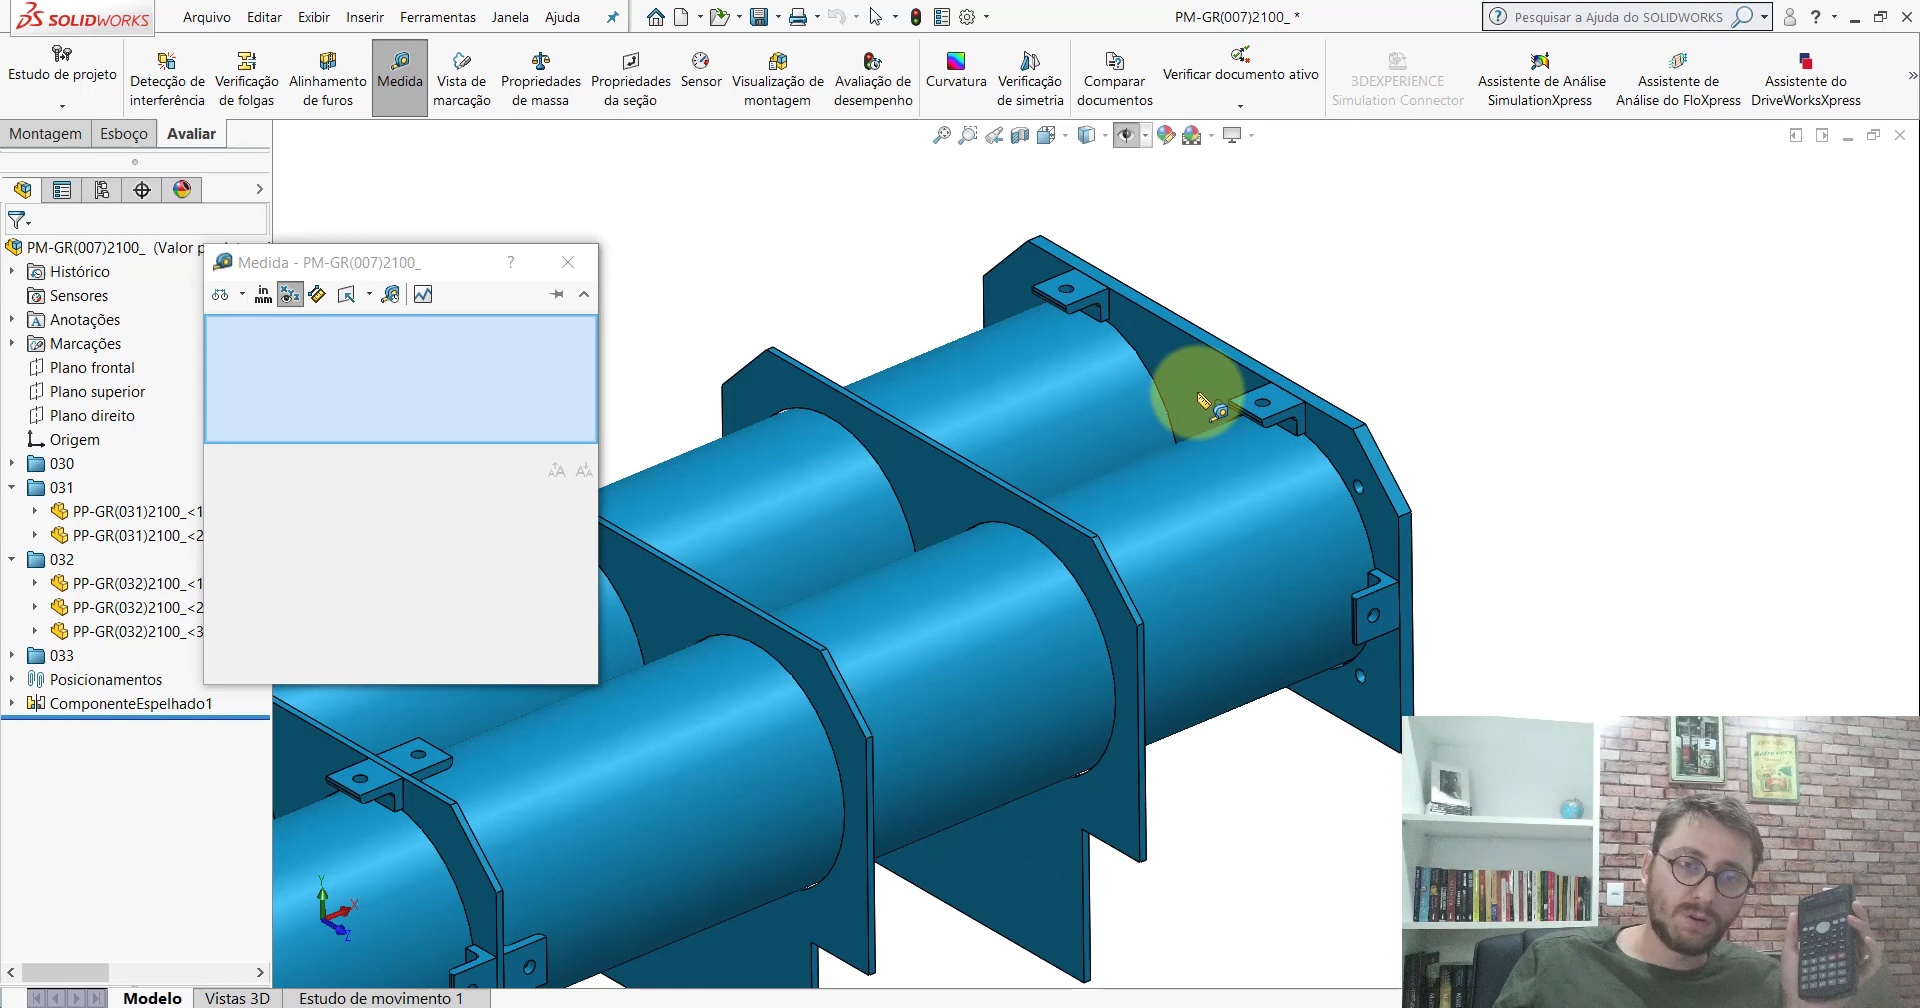 SOLIDWORKS
Arquivo Editar Exibir Inserir Ferramentas Janela Ajuda
PM-GR(007)2100_ *
Pesquisar a Ajuda do SOLIDWORKS
Estudo de projeto
Detecção de interferência
Verificação de folgas
Alinhamento de furos
Medida
Vista de marcação
Propriedades de massa
Propriedades da seção
Sensor
Visualização de montagem
Avaliação de desempenho
Curvatura
Verificação de simetria
Comparar documentos
Verificar documento ativo
3DEXPERIENCE Simulation Connector
Assistente de Análise SimulationXpress
Assistente de Análise do FloXpress
Assistente do DriveWorksXpress
Montagem Esboço Avaliar
PM-GR(007)2100_ (Valor p
Histórico
Sensores
Anotações
Marcações
Plano frontal
Plano superior
Plano direito
Origem
030
031
PP-GR(031)2100_<1
PP-GR(031)2100_<2
032
PP-GR(032)2100_<1
PP-GR(032)2100_<2
PP-GR(032)2100_<3
033
Posicionamentos
ComponenteEspelhado1
Medida - PM-GR(007)2100_
?
in
mm
Y
X
Z
Modelo Vistas 3D Estudo de movimento 1